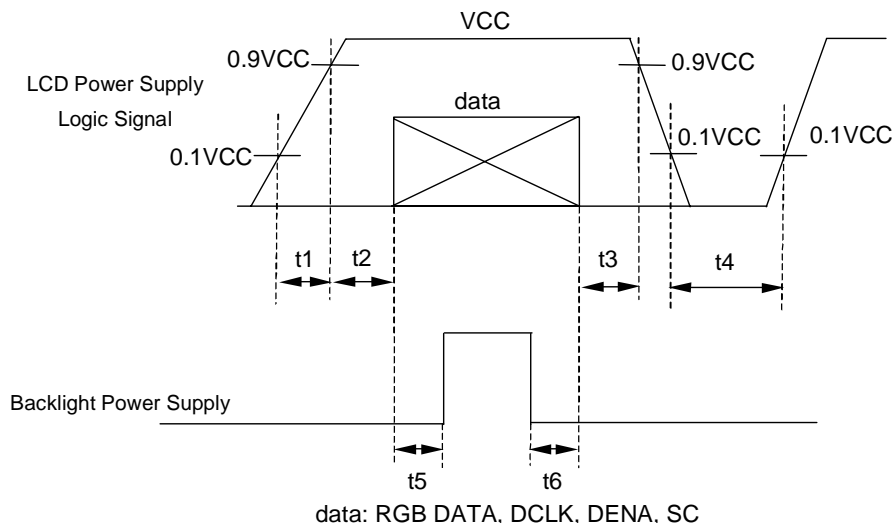 VCC
0.9VCC
0.9VCC
LCD Power Supply
data
Logic Signal
0.1VCC
0.1VCC
0.1VCC
t1
t2
t3
t4
Backlight Power Supply
t5
t6
data: RGB DATA, DCLK, DENA, SC